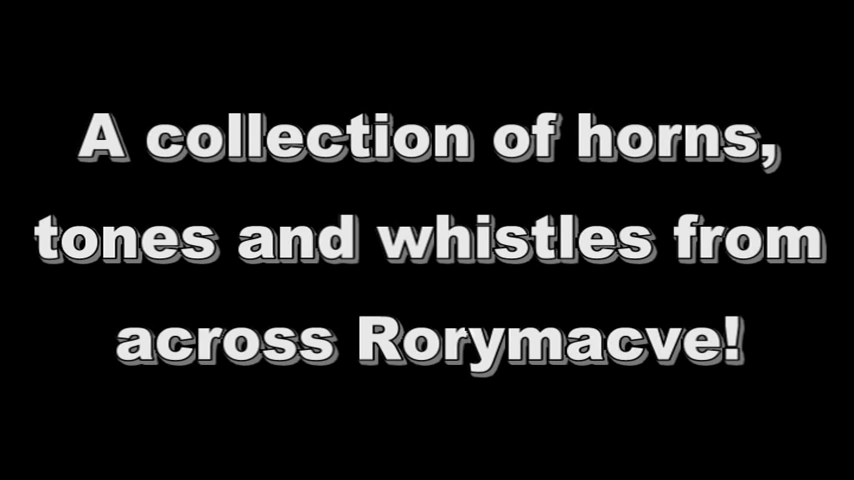 A collection of horns,
tones and whistles from
across Rorymacve!